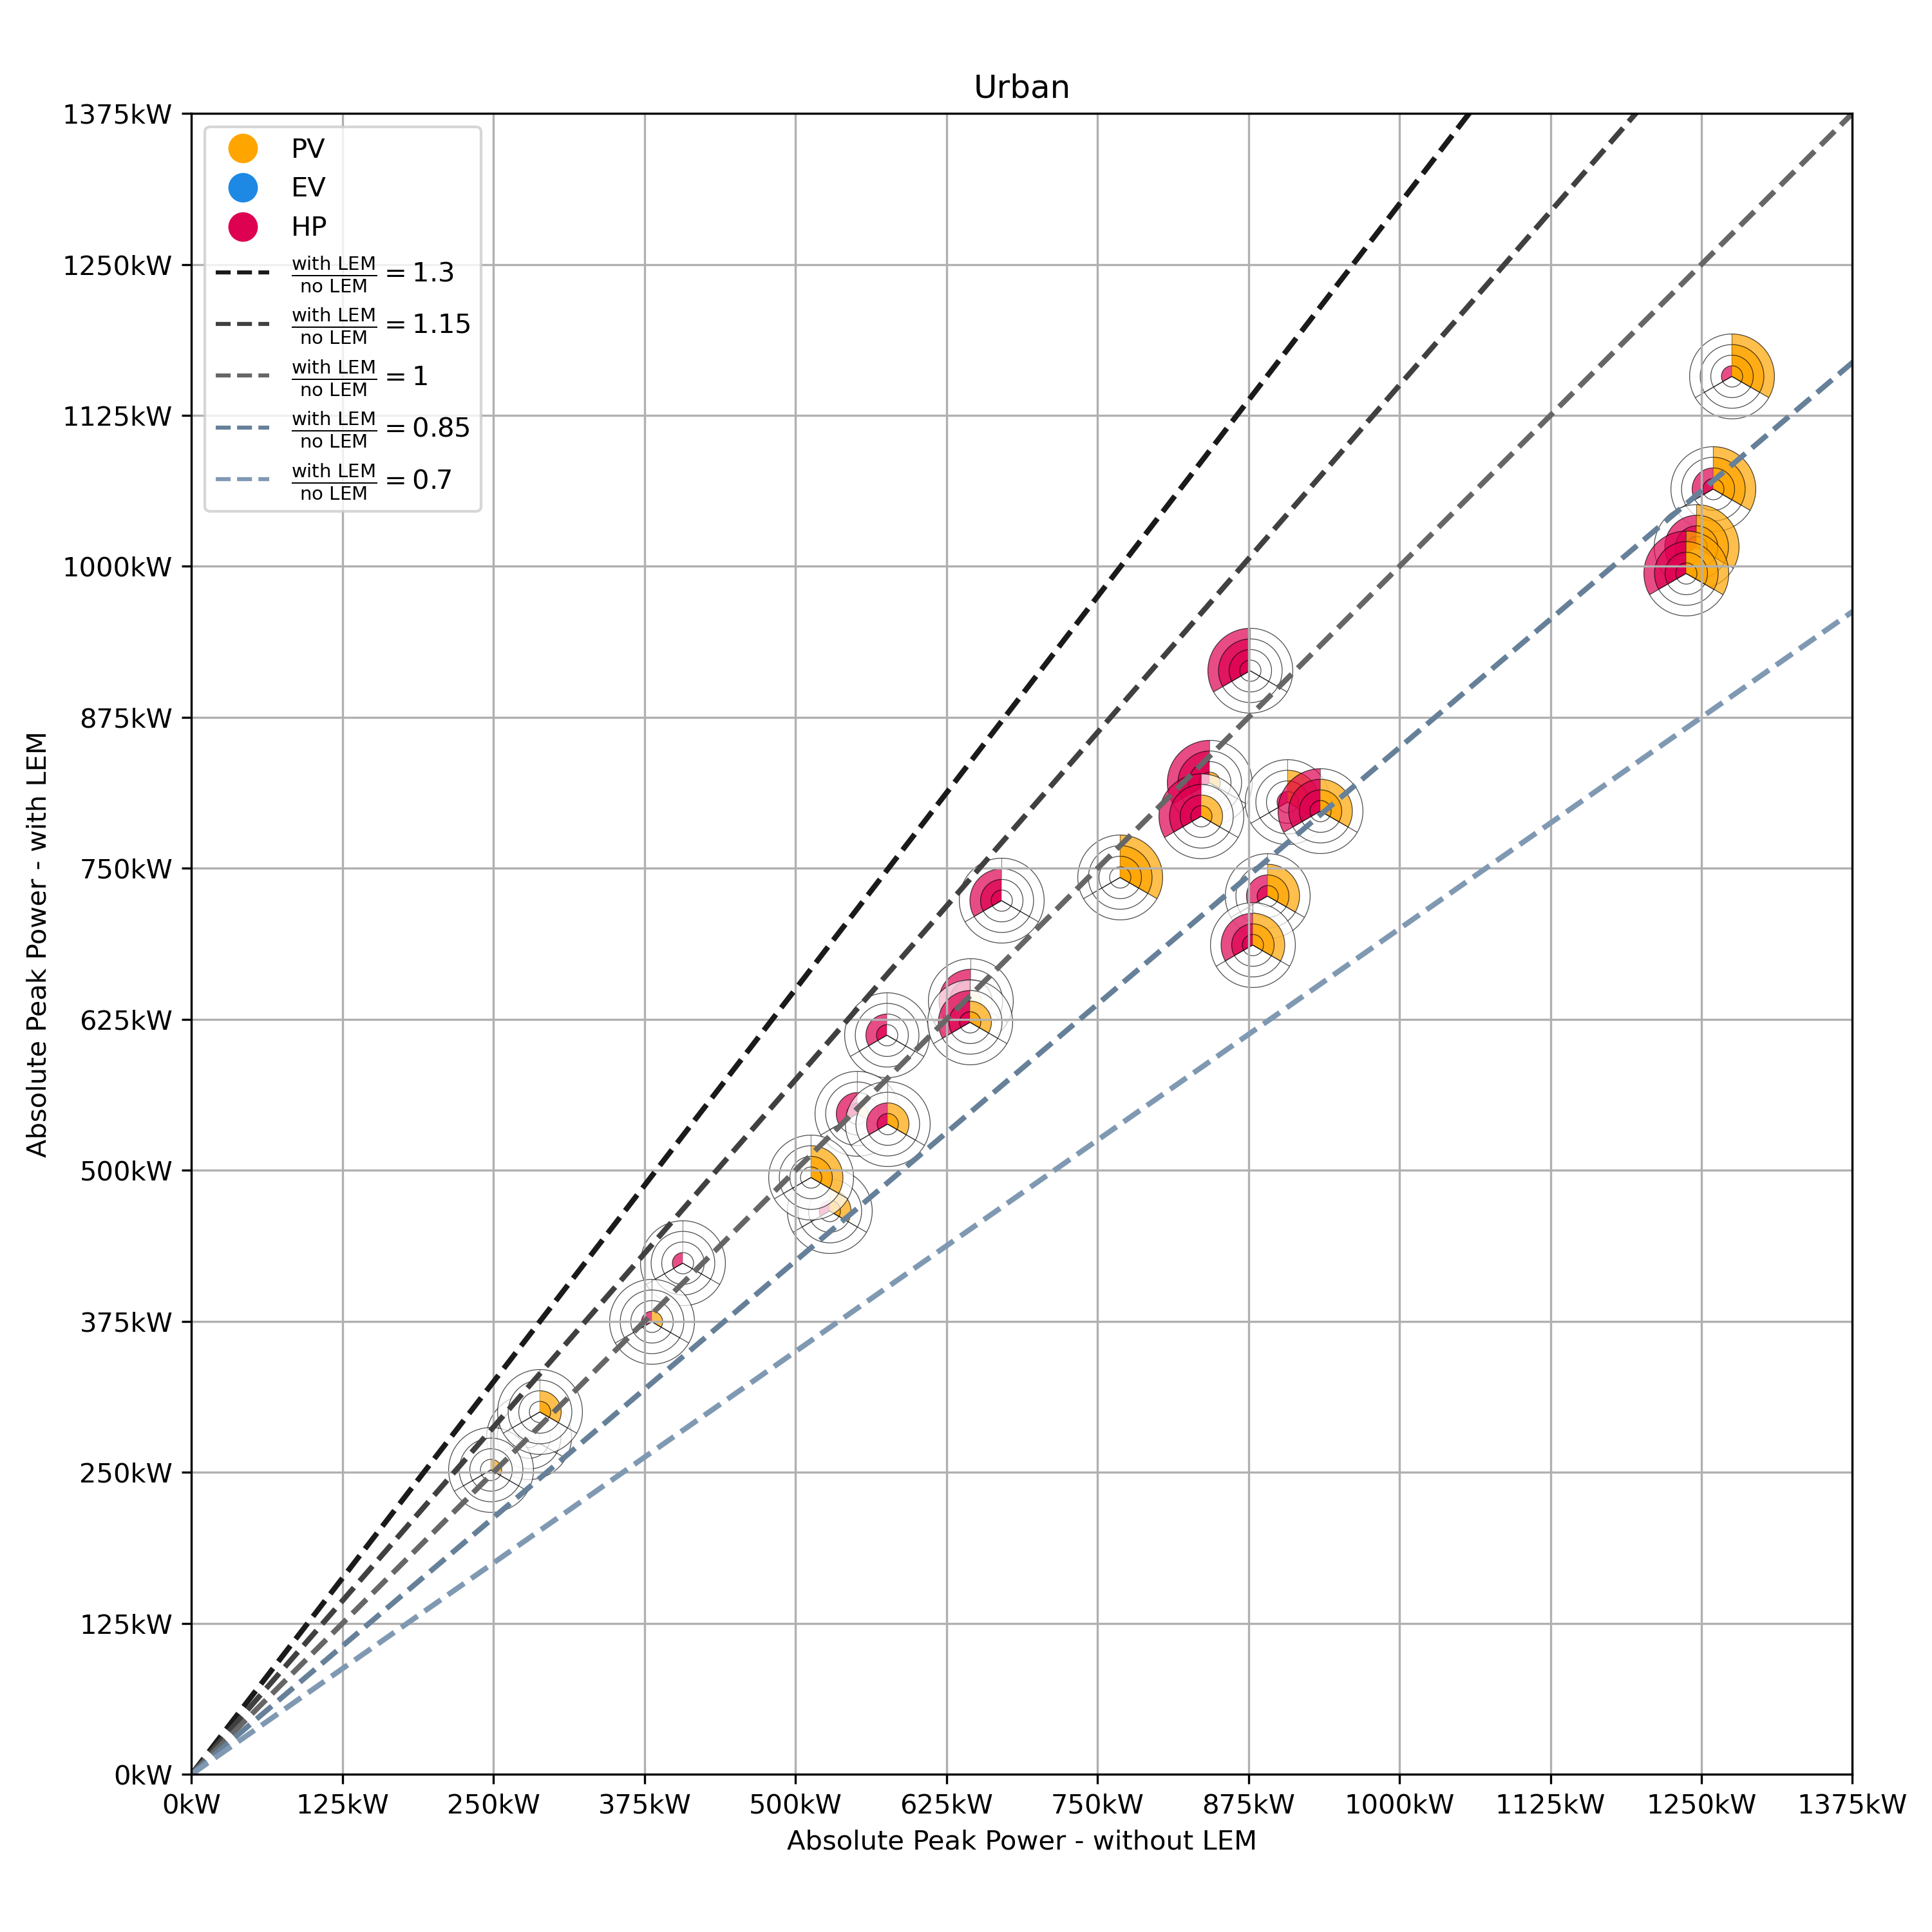 Urban
1375kW
1250kW
1125kW
1000kW
875kW
750kW
625kW
500kW
375kW
250kW
125kW
0kW
Absolute Peak Power - with LEM
PV
EV
HP
with LEM / no LEM = 1.3
with LEM / no LEM = 1.15
with LEM / no LEM = 1
with LEM / no LEM = 0.85
with LEM / no LEM = 0.7
0kW 125kW 250kW 375kW 500kW 625kW 750kW 875kW 1000kW 1125kW 1250kW 1375kW
Absolute Peak Power - without LEM